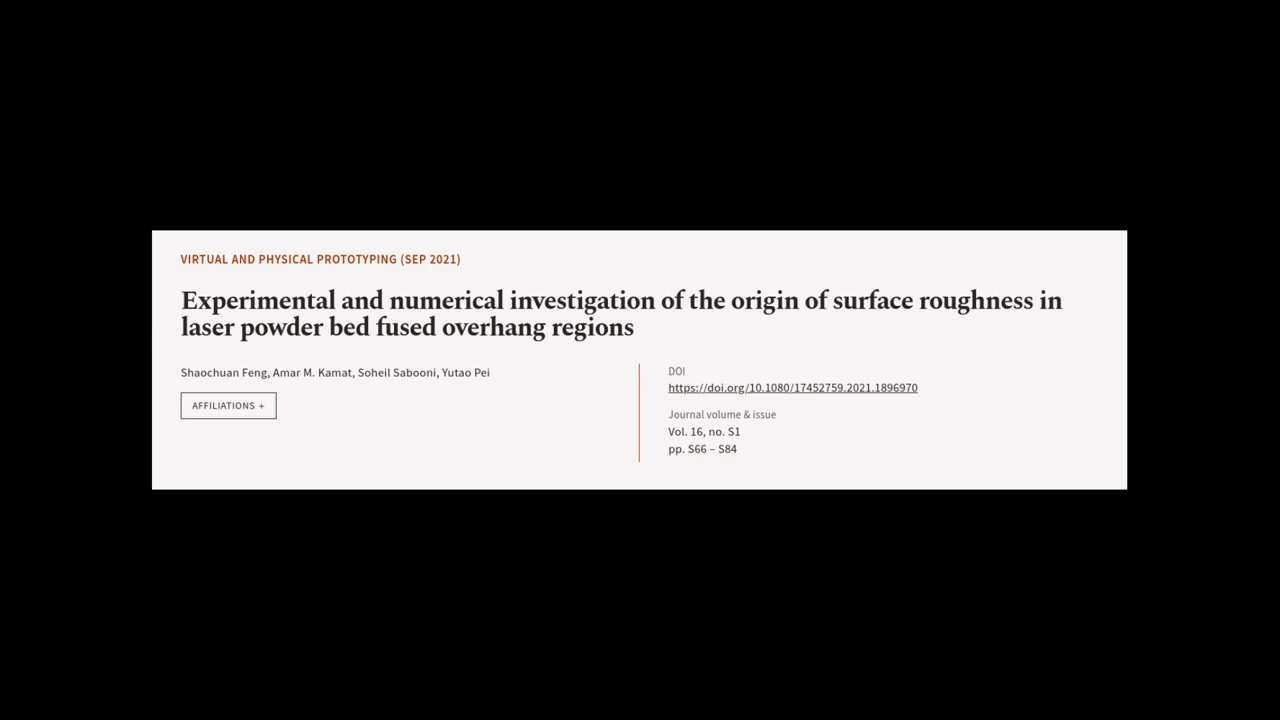 VIRTUAL AND PHYSICAL PROTOTYPING (SEP 2021)
Experimental and numerical investigation of the origin of surface roughness in
laser powder bed fused overhang regions
Shaochuan Feng, Amar M. Kamat, Soheil Sabooni, Yutao Pei
AFFILIATIONS +
DOI
https://doi.org/10.1080/17452759.2021.1896970
Journal volume & issue
Vol. 16, no. S1
pp. S66 – S84